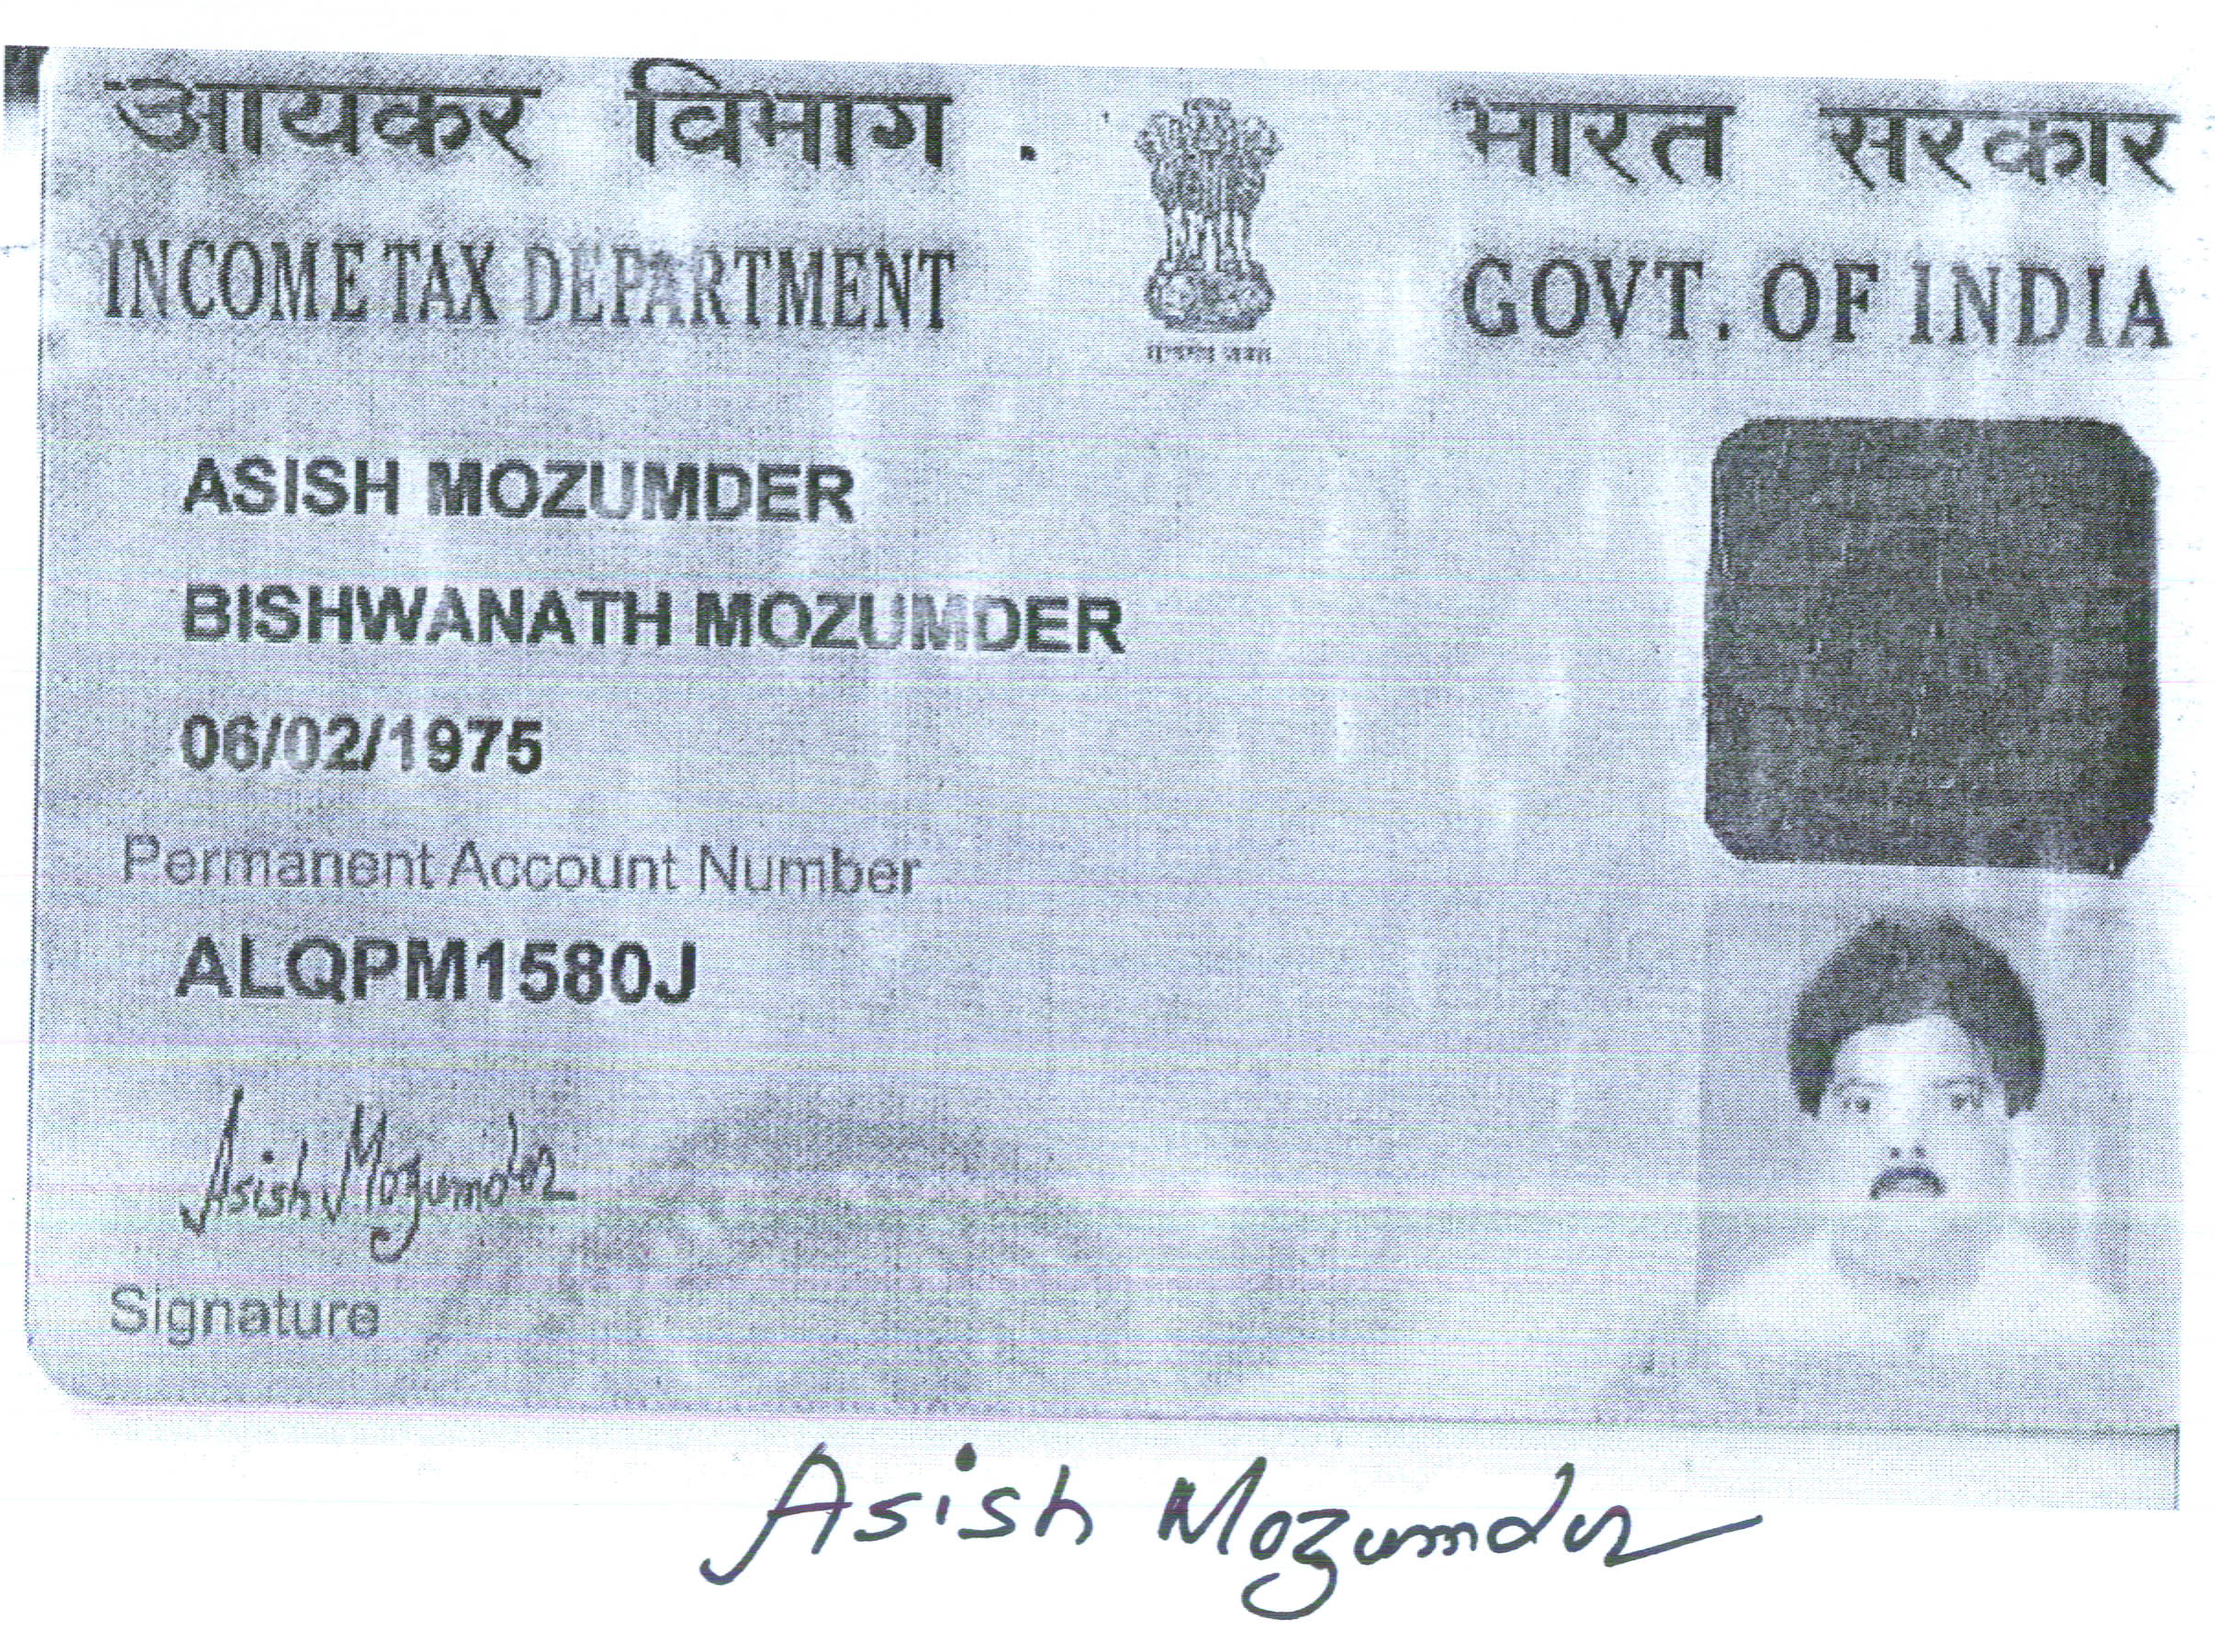 आयकर विभाग
भारत सरकार
INCOME TAX DEPARTMENT
GOVT. OF INDIA
ASISH MOZUMDER
BISHWANATH MOZUMDER
06/02/1975
Permanent Account Number
ALQPM1580J
Asish Mozumder
Signature
Asish Mozumder